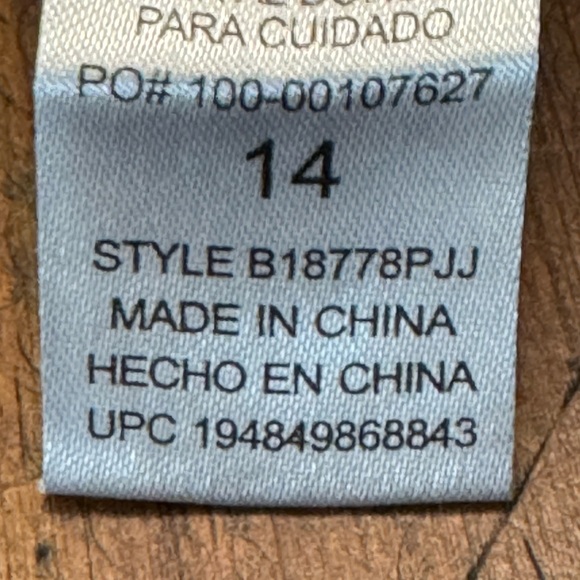 PARA CUIDADO
PO# 100-00107627
14
STYLE B18778PJJ
MADE IN CHINA
HECHO EN CHINA
UPC 194849868843